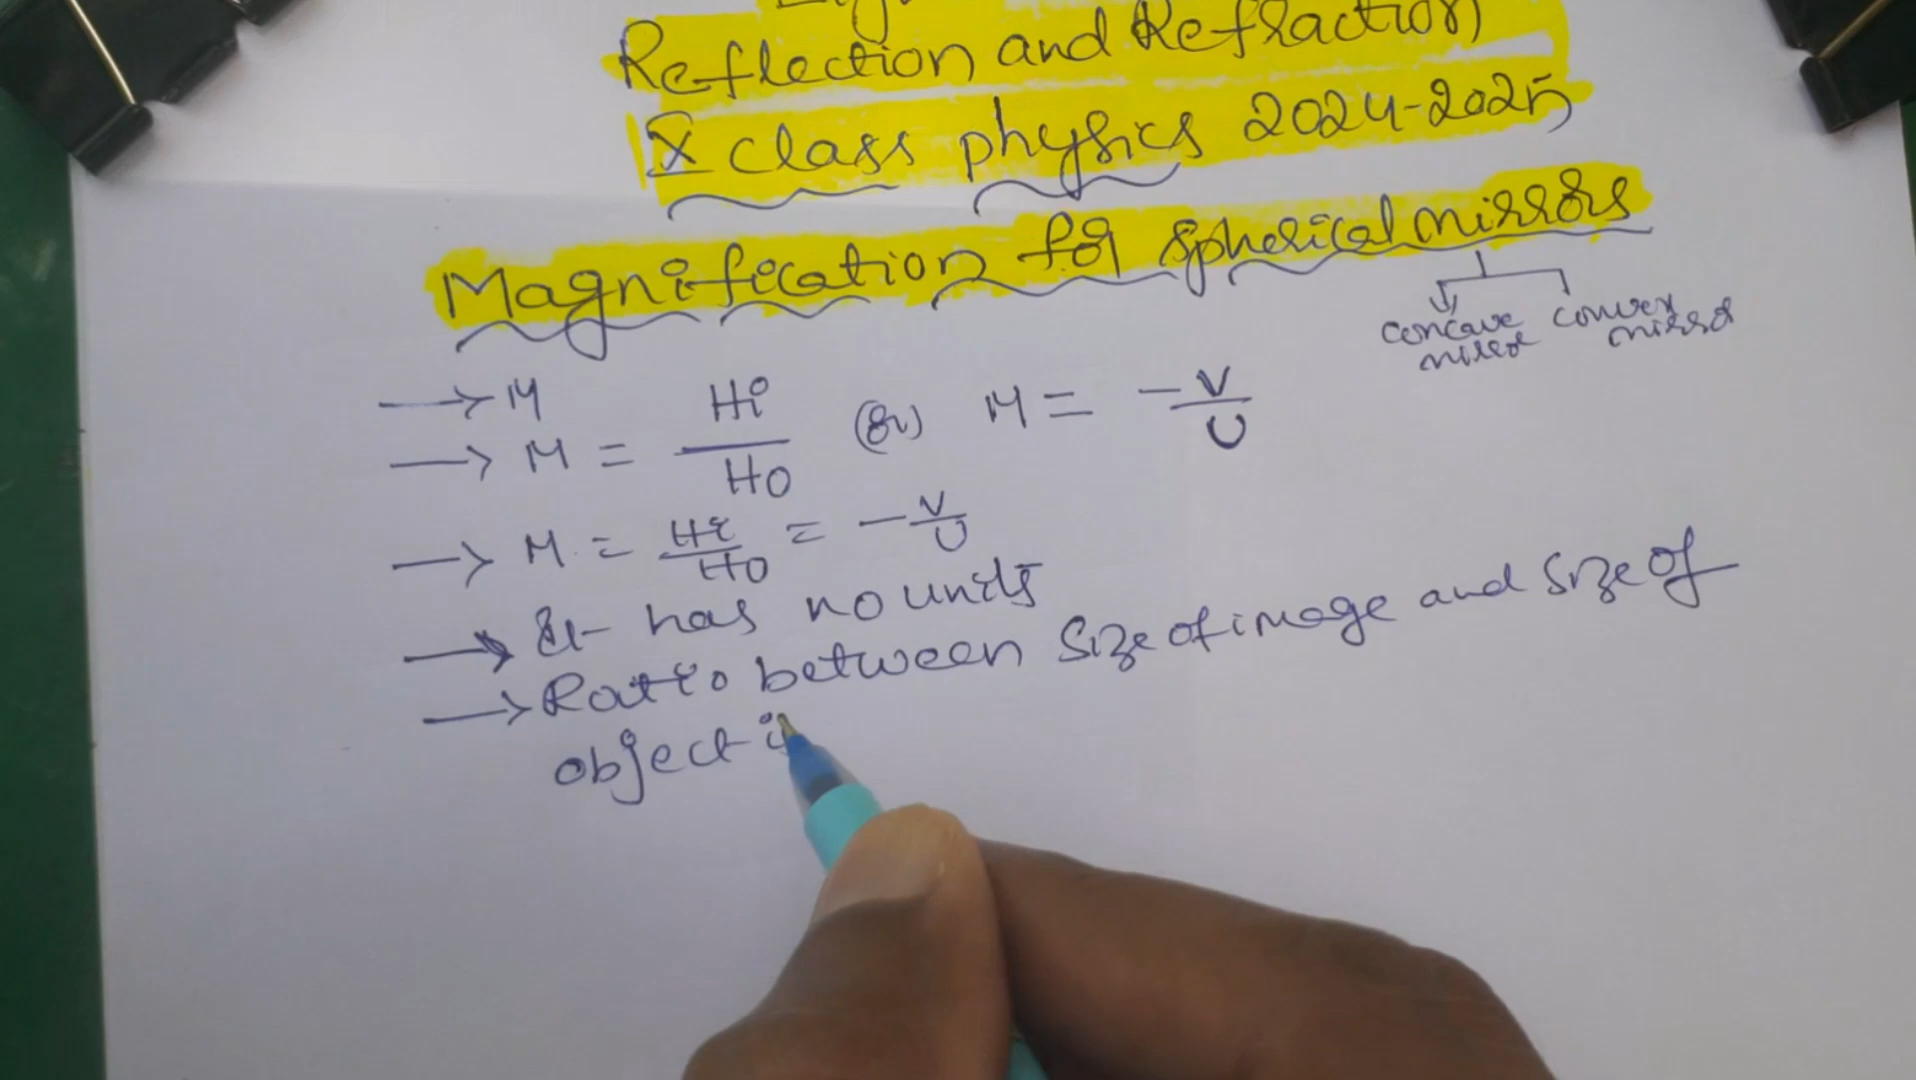 Reflection and Refraction
X class physics 2024-2025
Magnification for spherical mirrors
concave mirror convex mirror
→ M
→ M = Hi/HO (or) M = -V/U
→ M = Hi/HO = -V/U
→ It has no units
→ Ratio between size of image and size of
object i